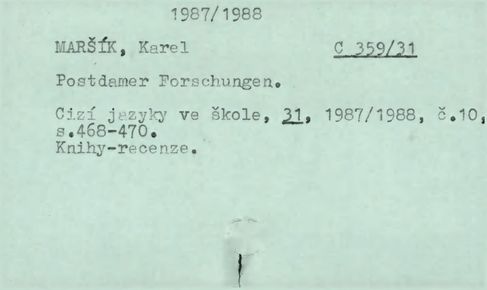 1987/1988
MARŠÍK, Karel C 359/31
Postdamer Forschungen.
Cizí jazyky ve škole, 31, 1987/1988, č.10,
s.468-470.
Knihy-recenze.